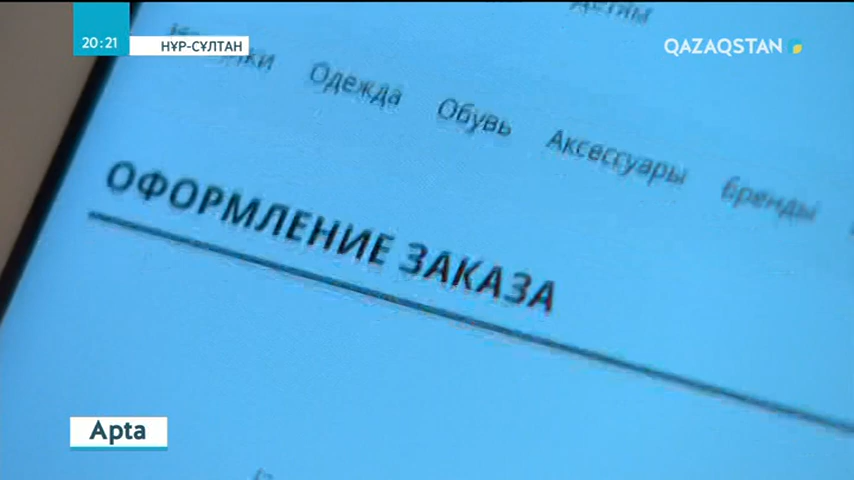 20:21
НҰР-СҰЛТАН
QAZAQSTAN
Одежда Обувь Аксессуары бренды
ОФОРМЛЕНИЕ ЗАКАЗА
Apta